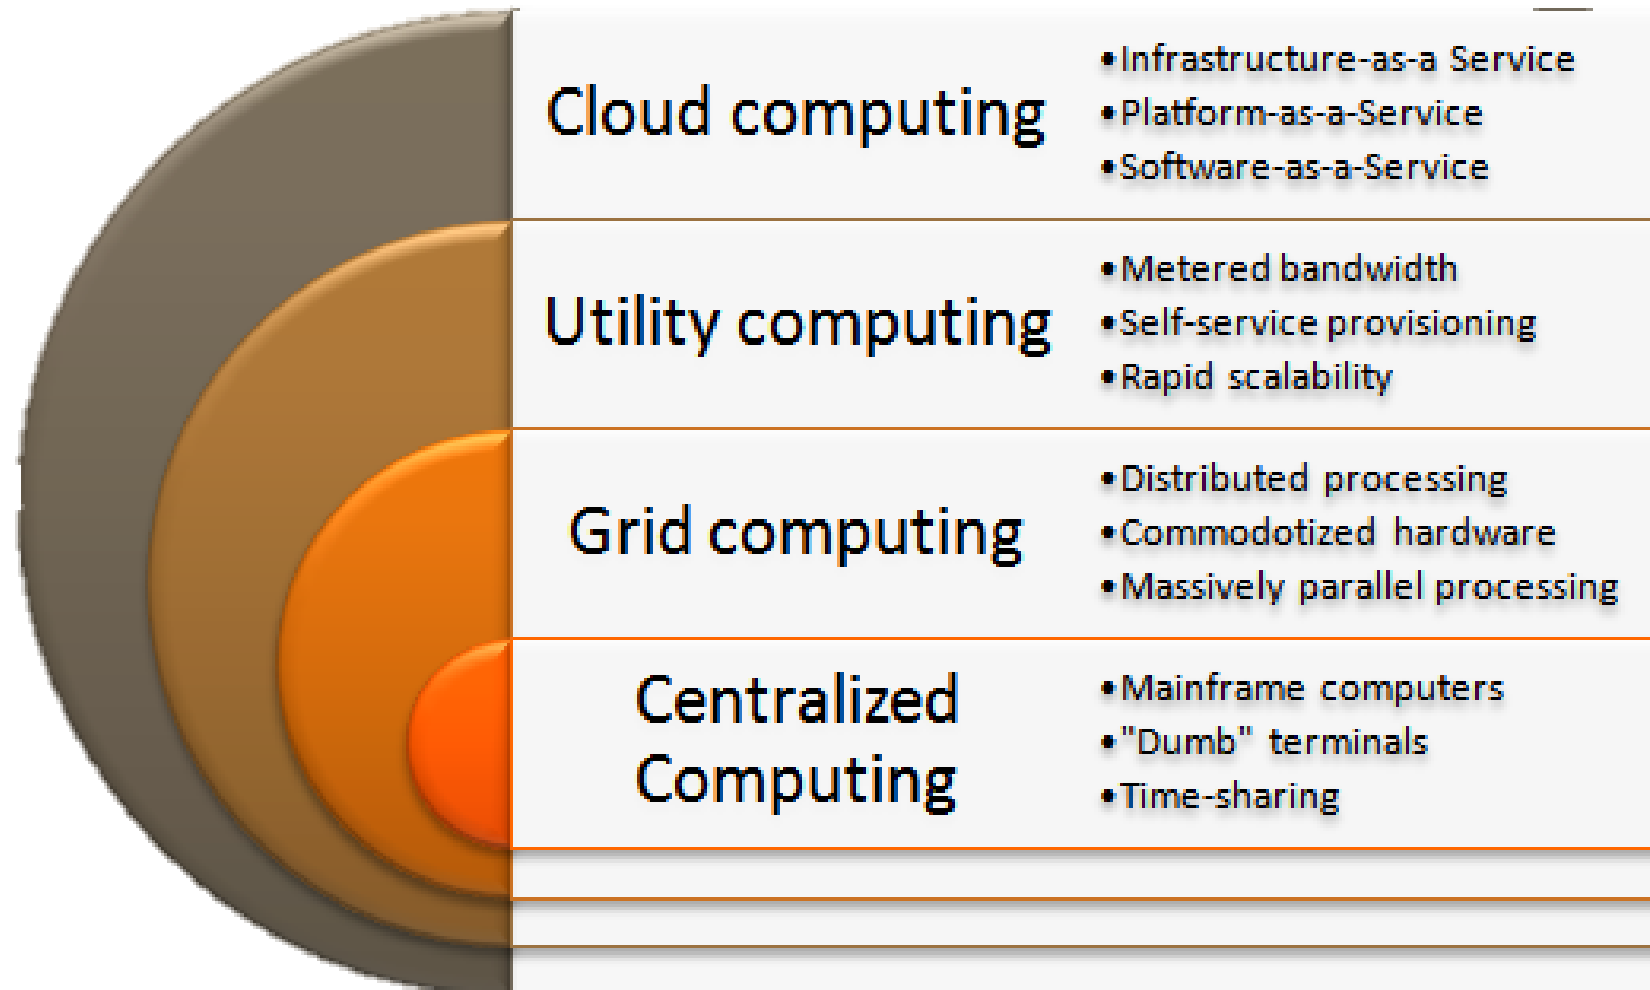 Cloud computing
•Infrastructure-as-a Service
•Platform-as-a-Service
•Software-as-a-Service
Utility computing
•Metered bandwidth
•Self-service provisioning
•Rapid scalability
Grid computing
•Distributed processing
•Commodotized hardware
•Massively parallel processing
Centralized
Computing
•Mainframe computers
•"Dumb" terminals
•Time-sharing